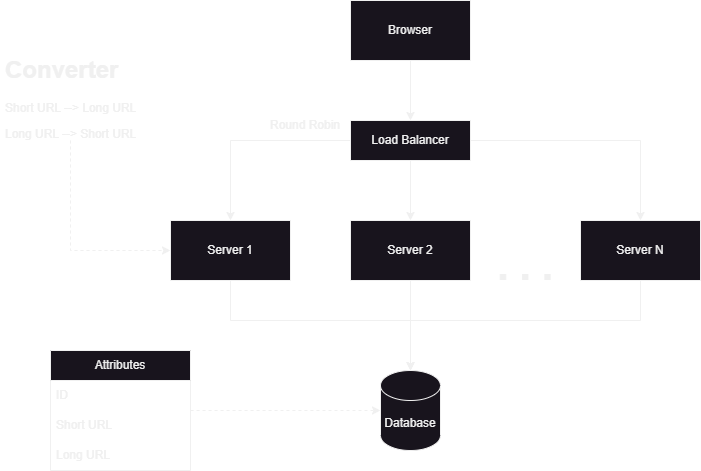 Browser
Converter
Short URL --> Long URL
Round Robin
Load Balancer
Long URL --> Short URL
Server 1
Server 2
. . .
Server N
Attributes
ID
Short URL
Long URL
Database